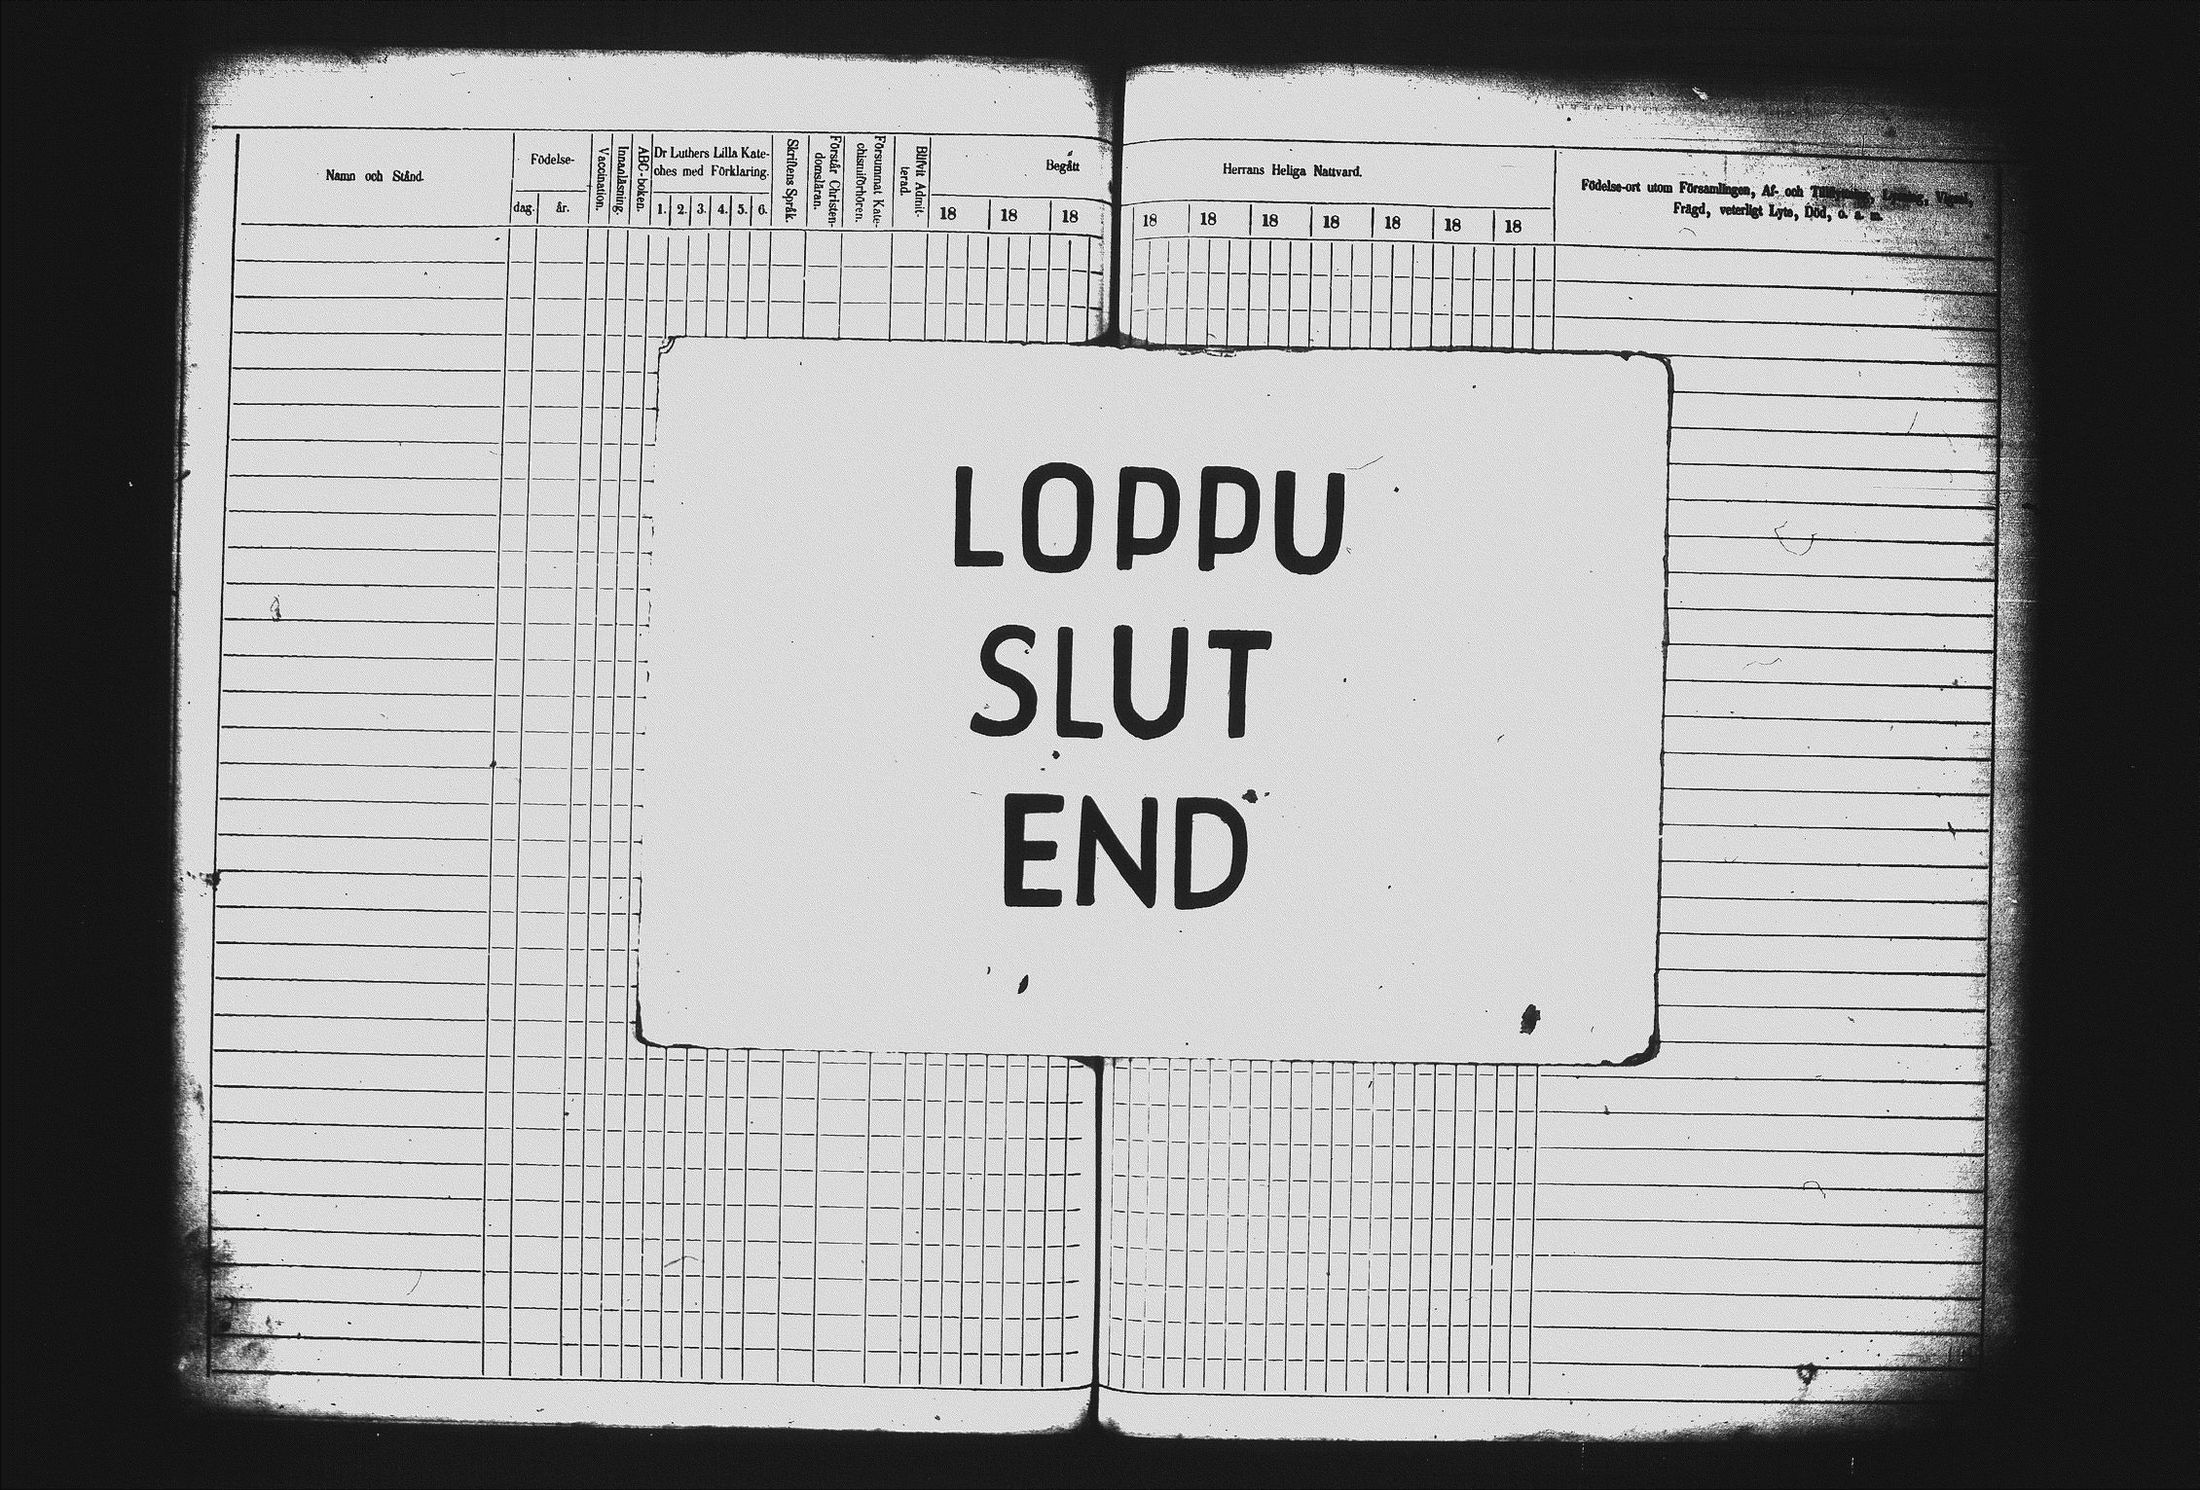 Namn och Stånd.
Födelse-
dag.
år.
Vaccination.
Innanläsning.
ABC-boken.
Dr Luthers Lilla Kate-
ches med Förklaring.
1. 2. 3. 4. 5. 6.
Skriftens Språk.
Förstår Christen-
domsläran.
Försummat Kate-
chismiförhören.
Blifvit Admit-
terad.
Begått
18 18 18
Herrans Heliga Nattvard.
18 18 18 18 18 18 18
Födelse-ort utom Församlingen, Af- och
Frägd, veterligt Lyte, Död, o. s. m.
LOPPU
SLUT
END